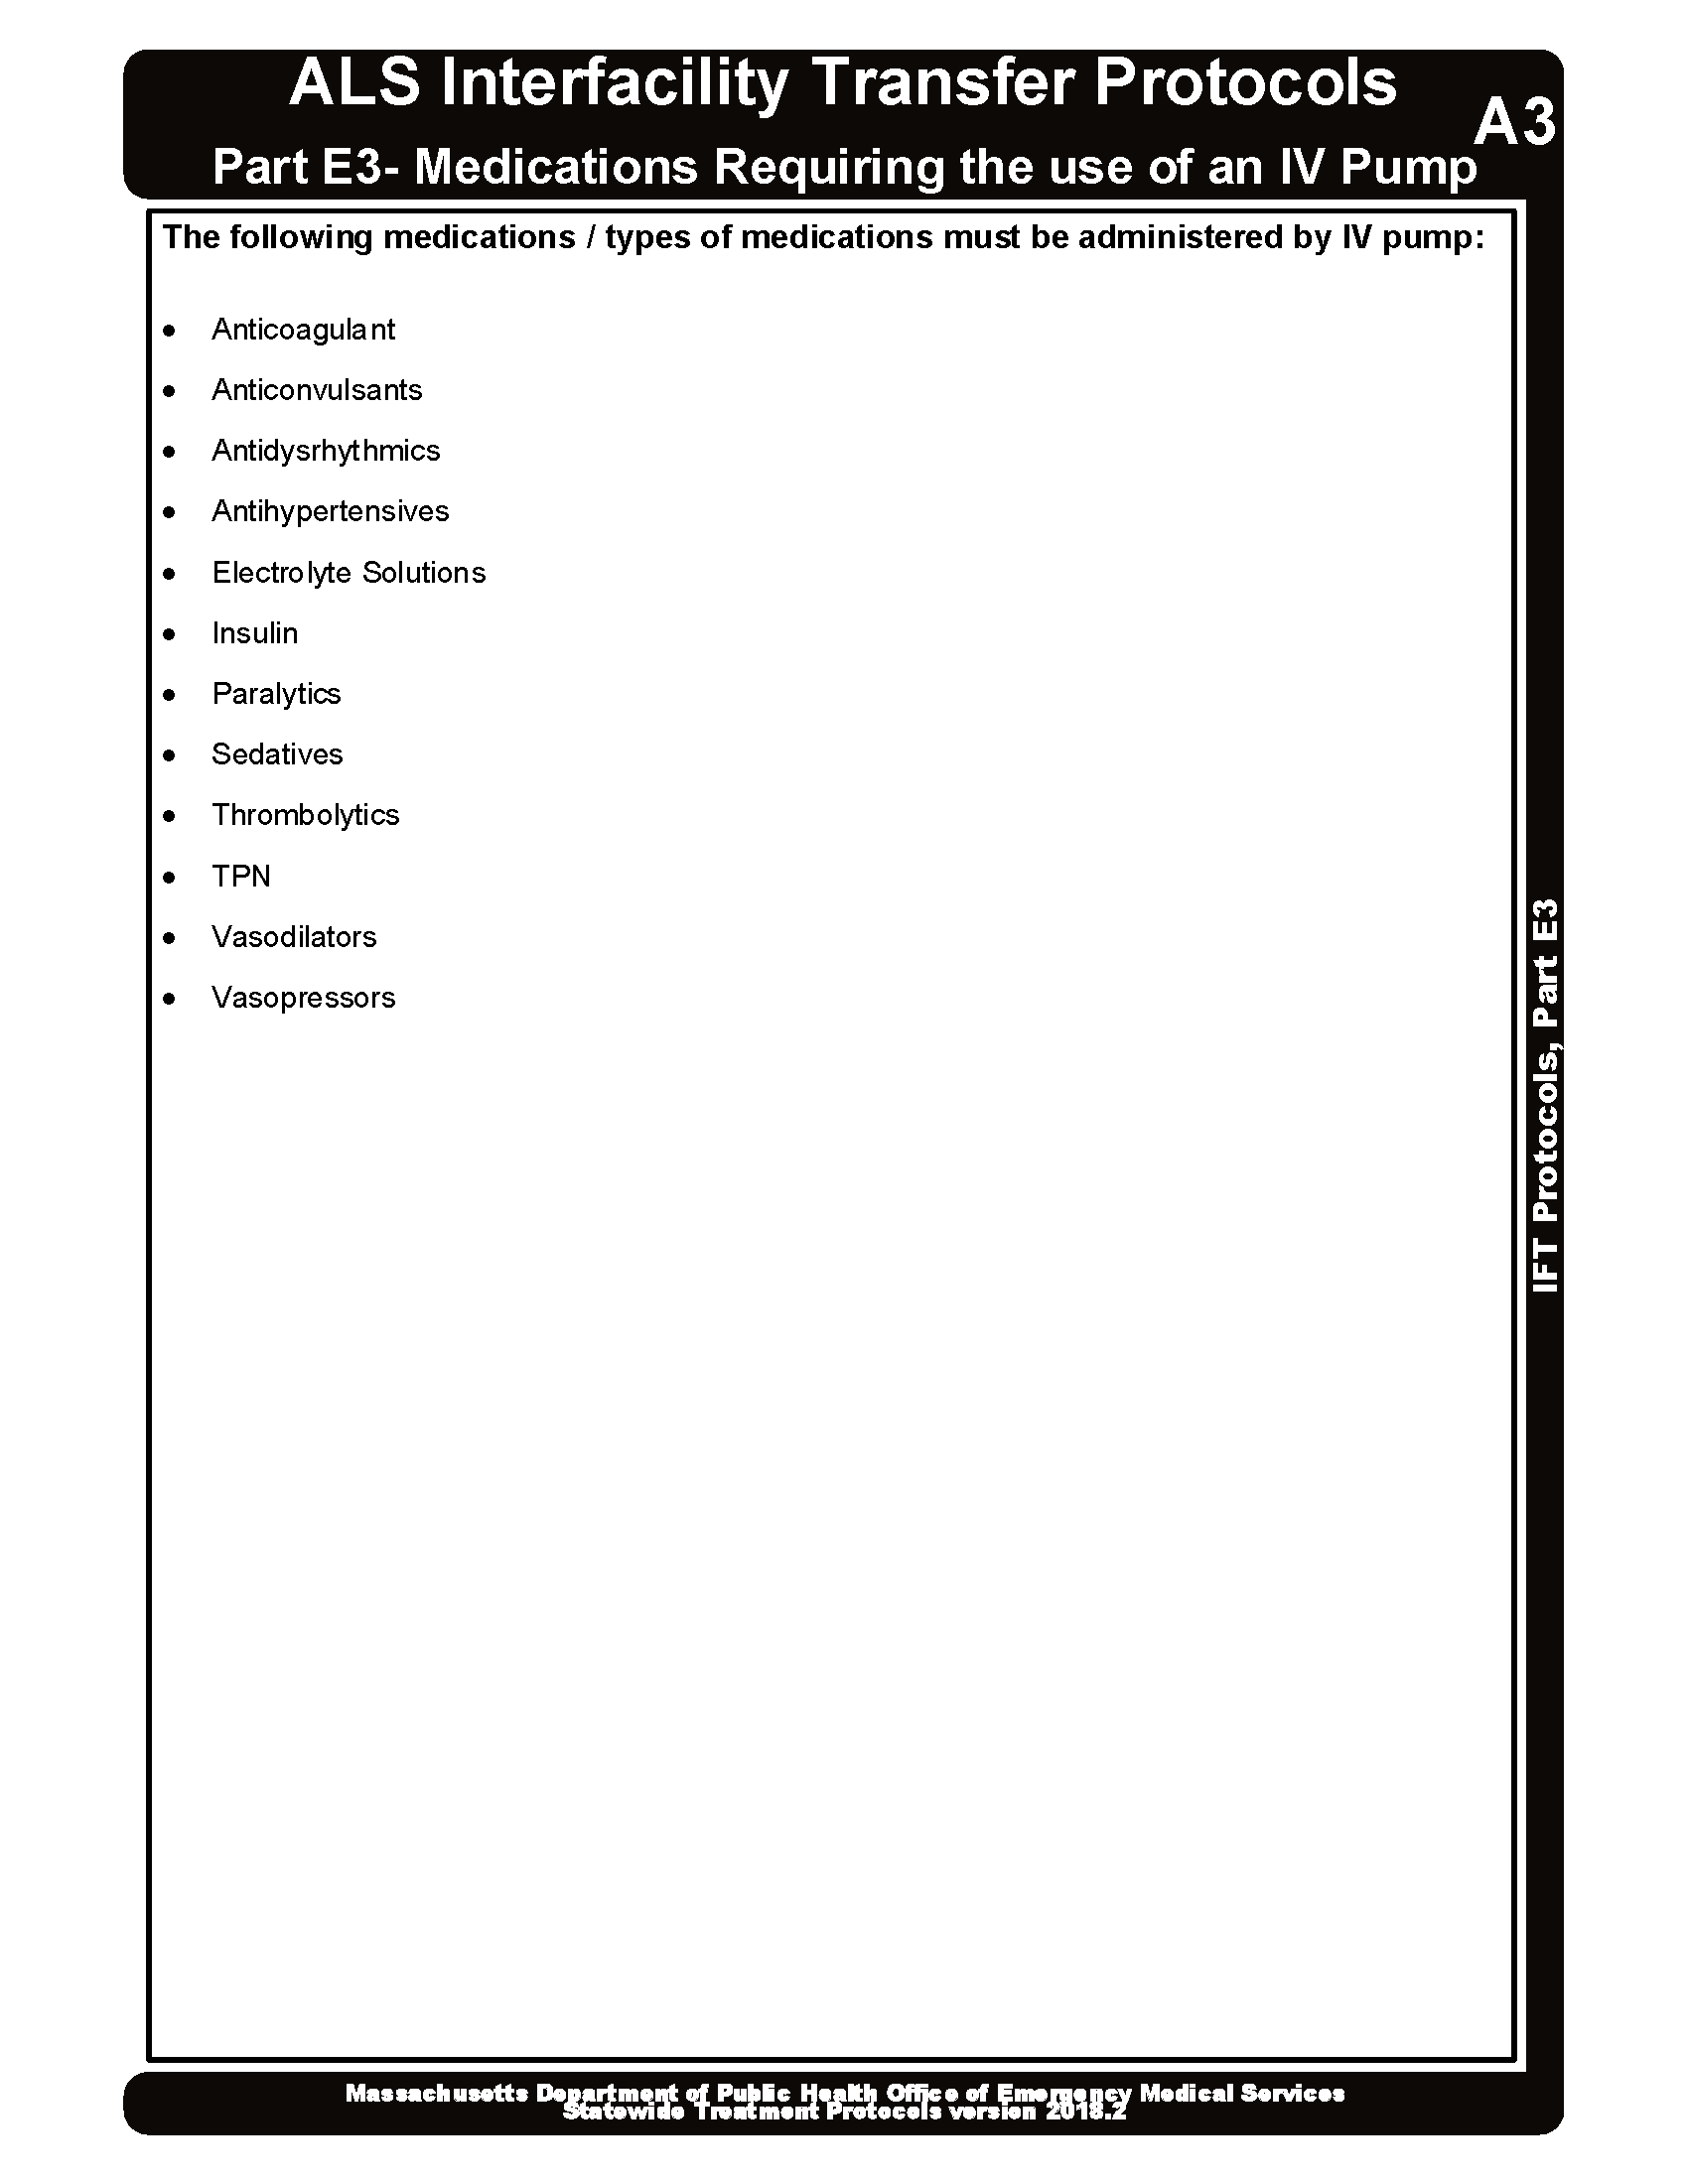 ALS Interfacility Transfer Protocols
A3
Part E3- Medications Requiring the use of an IV Pump
The following medications / types of medications must be administered by IV pump:
• Anticoagulant
• Anticonvulsants
• Antidysrhythmics
• Antihypertensives
• Electrolyte Solutions
• Insulin
• Paralytics
• Sedatives
• Thrombolytics
• TPN
• Vasodilators
• Vasopressors
IFT Protocols, Part E3
Massachusetts Department of Public Health Office of Emergency Medical Services
Statewide Treatment Protocols version 2018.2